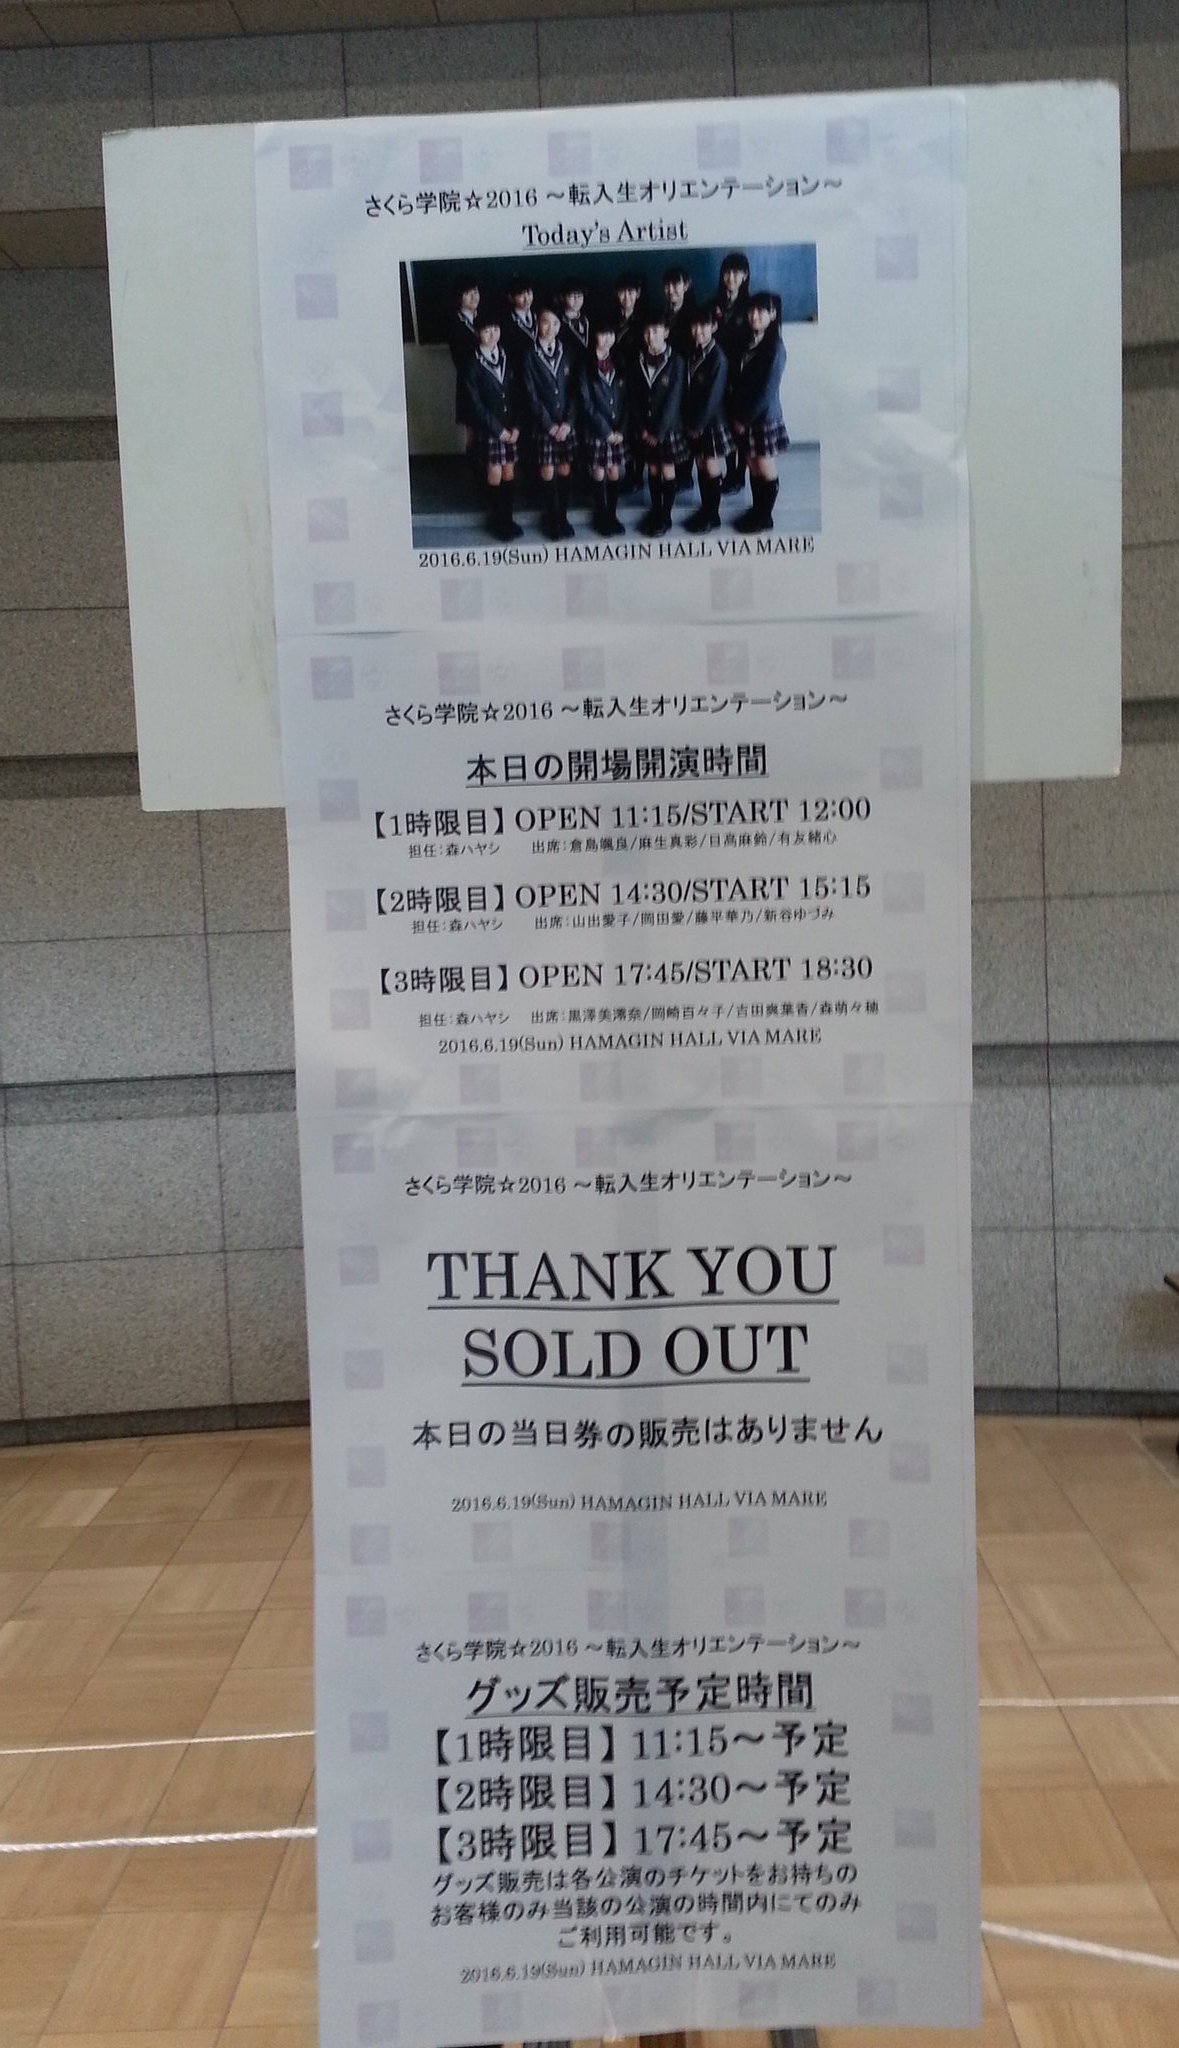 さくら学院☆2016 ～転入生オリエンテーション～
Today's Artist
2016.6.19(Sun) HAMAGIN HALL VIA MARE
さくら学院☆2016 ～転入生オリエンテーション～
本日の開場開演時間
【1時限目】 OPEN 11:15/START 12:00
担任：森ハヤシ 出席：倉島颯良/麻生真彩/日髙麻鈴/有友緒心
【2時限目】 OPEN 14:30/START 15:15
担任：森ハヤシ 出席：山出愛子/岡田愛/藤平華乃/新谷ゆづみ
【3時限目】 OPEN 17:45/START 18:30
担任：森ハヤシ 出席：黒澤美澪奈/岡崎百々子/吉田爽葉香/森萌々穂
2016.6.19(Sun) HAMAGIN HALL VIA MARE
さくら学院☆2016 ～転入生オリエンテーション～
THANK YOU
SOLD OUT
本日の当日券の販売はありません
2016.6.19(Sun) HAMAGIN HALL VIA MARE
さくら学院☆2016 ～転入生オリエンテーション～
グッズ販売予定時間
【1時限目】 11:15～予定
【2時限目】 14:30～予定
【3時限目】 17:45～予定
グッズ販売は各公演のチケットをお持ちの
お客様のみ当該の公演の時間内にてのみ
ご利用可能です。
2016.6.19(Sun) HAMAGIN HALL VIA MARE